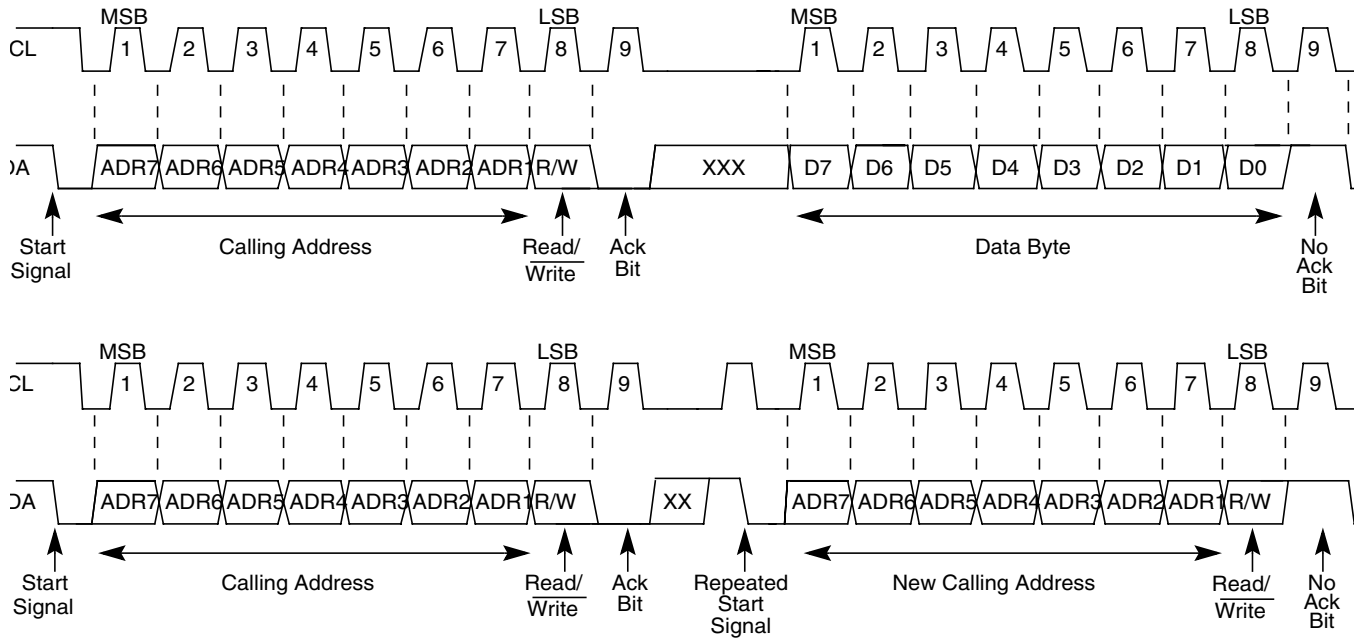 MSB LSB MSB LSB
CL 1 2 3 4 5 6 7 8 9 1 2 3 4 5 6 7 8 9
DA ADR7 ADR6 ADR5 ADR4 ADR3 ADR2 ADR1 R/W XXX D7 D6 D5 D4 D3 D2 D1 D0
Start
Signal
Calling Address
Read/
Write
Ack
Bit
Data Byte
No
Ack
Bit
MSB LSB MSB LSB
CL 1 2 3 4 5 6 7 8 9 1 2 3 4 5 6 7 8 9
DA ADR7 ADR6 ADR5 ADR4 ADR3 ADR2 ADR1 R/W XX ADR7 ADR6 ADR5 ADR4 ADR3 ADR2 ADR1 R/W
Start
Signal
Calling Address
Read/
Write
Ack
Bit
Repeated
Start
Signal
New Calling Address
Read/
Write
No
Ack
Bit